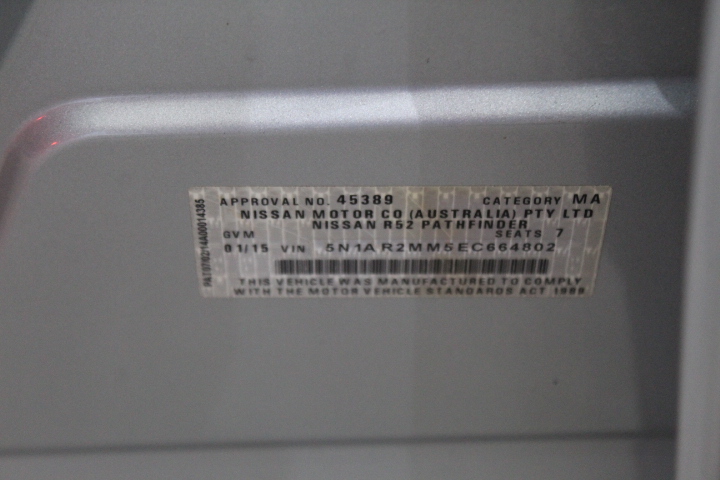 APPROVAL NO. 45389 CATEGORY MA
NISSAN MOTOR CO (AUSTRALIA) PTY LTD
NISSAN R52 PATHFINDER
GVM SEATS 7
01/15 VIN 5N1AR2MM5EC664802
THIS VEHICLE WAS MANUFACTURED TO COMPLY
WITH THE MOTOR VEHICLE STANDARDS ACT 1989